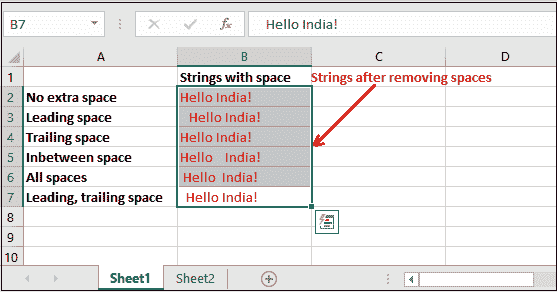 B7 fx Hello India!
A B C D
1 Strings with space Strings after removing spaces
2 No extra space Hello India!
3 Leading space   Hello India!
4 Trailing space Hello India!
5 Inbetween space Hello   India!
6 All spaces  Hello  India!
7 Leading, trailing space  Hello India!
8
9
10
Sheet1 Sheet2